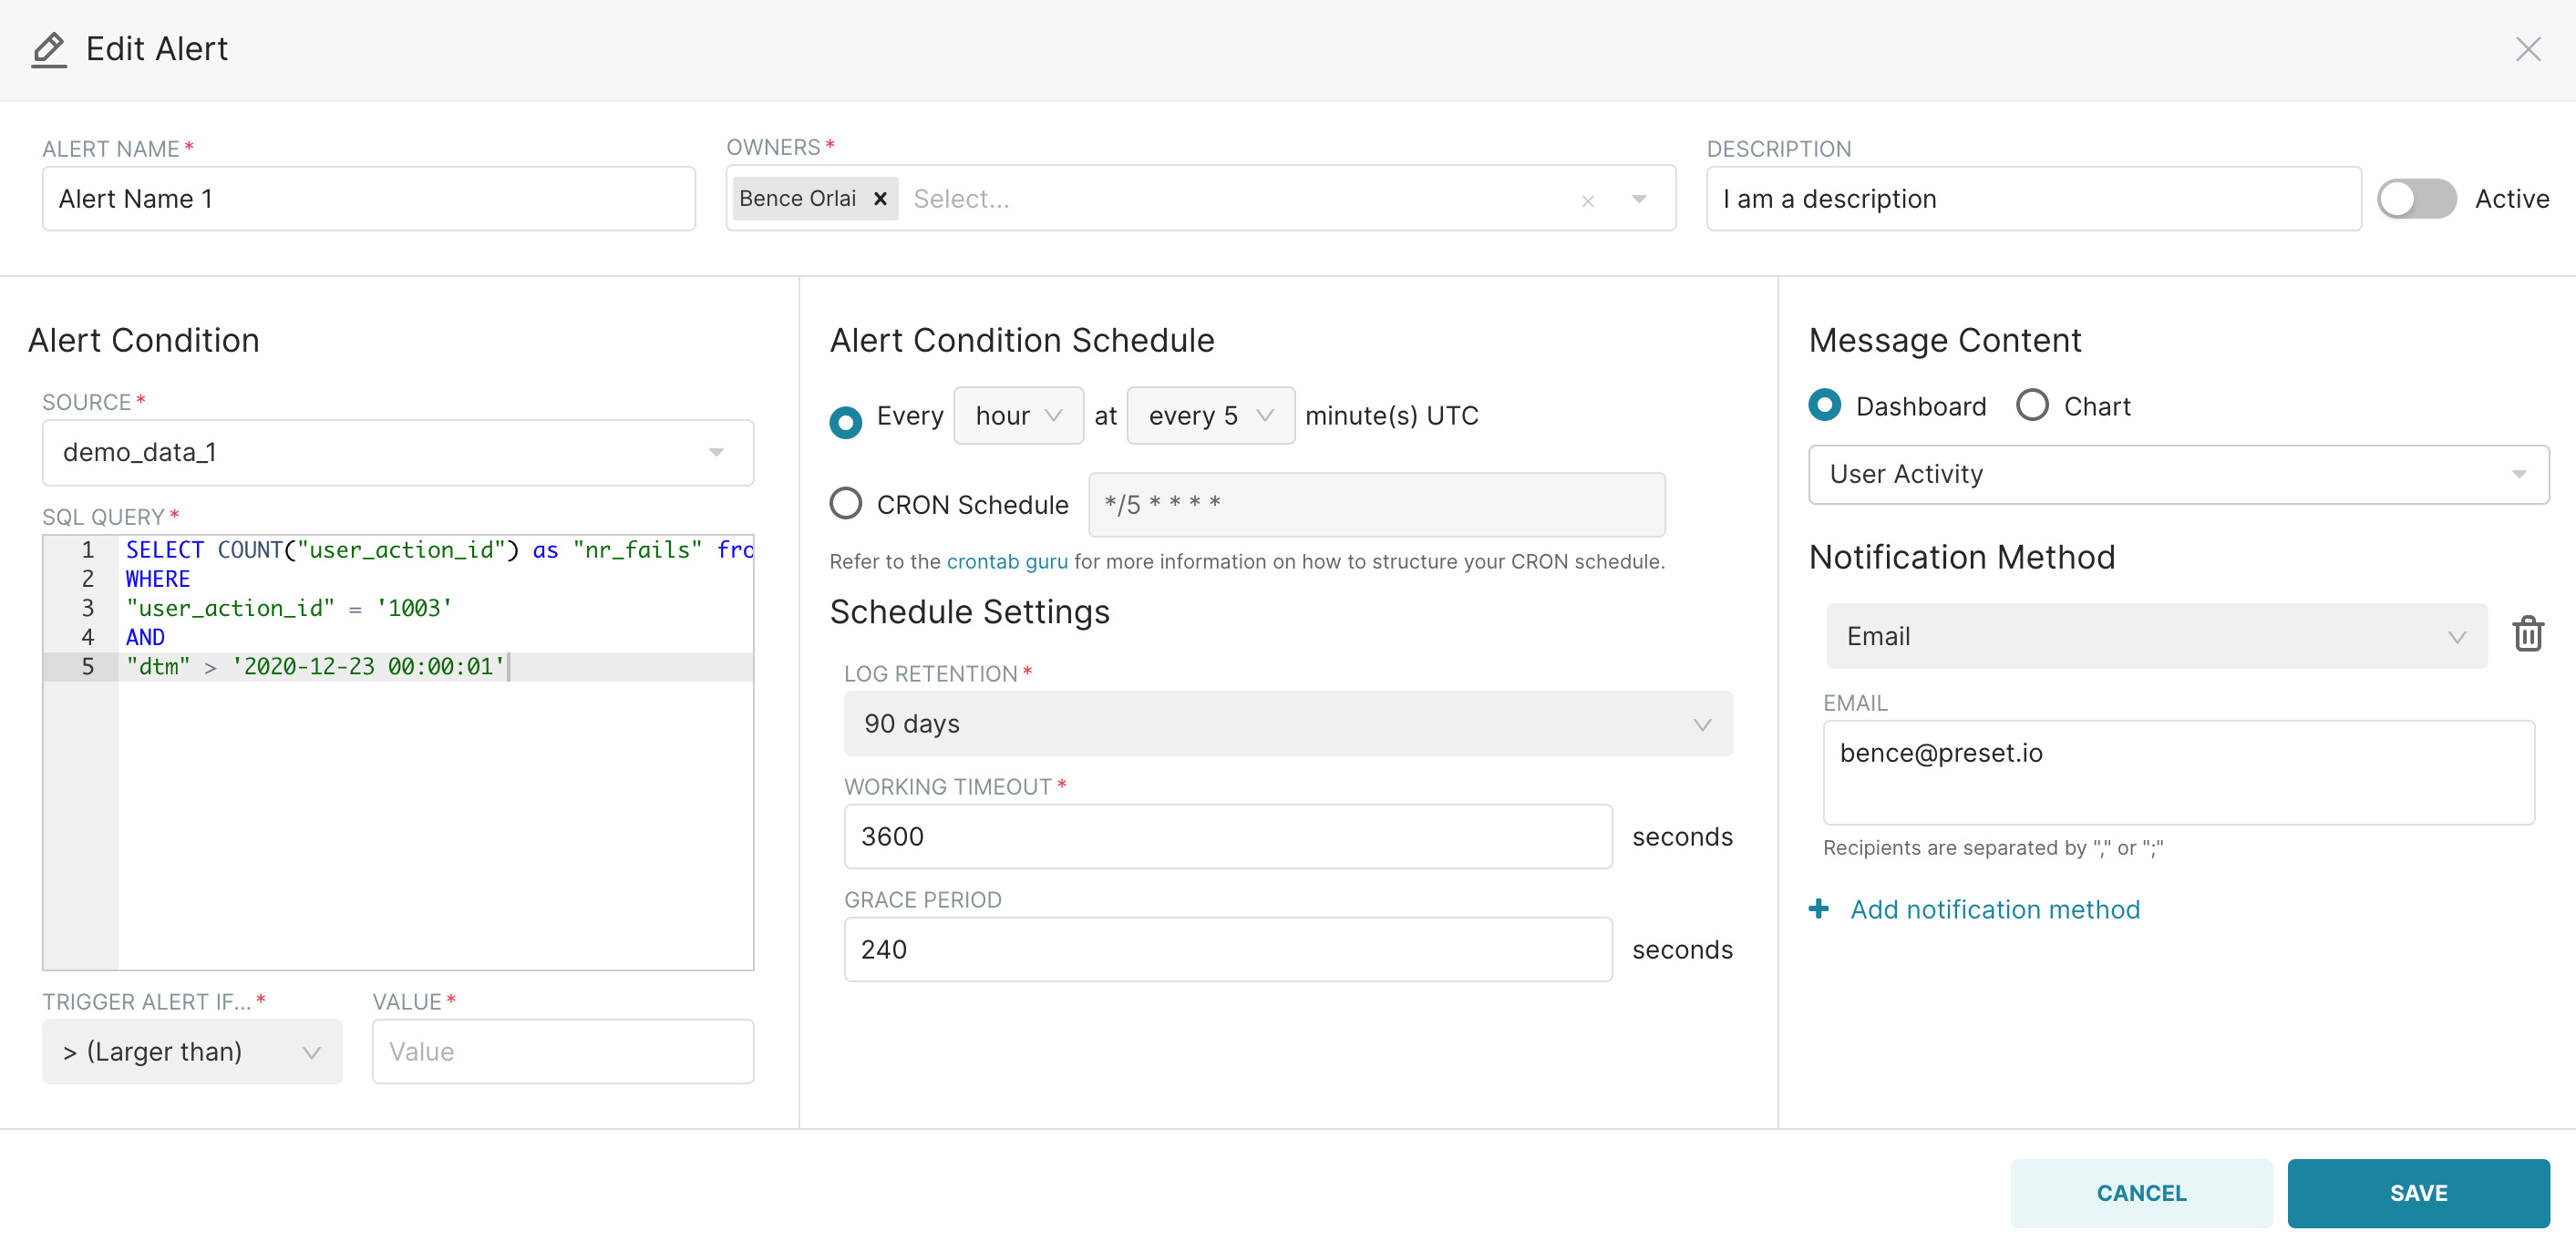 Edit Alert
ALERT NAME*
Alert Name 1
OWNERS*
Bence Orlai × Select...
DESCRIPTION
I am a description
Active
Alert Condition
SOURCE*
demo_data_1
SQL QUERY*
1 SELECT COUNT("user_action_id") as "nr_fails" fro
2 WHERE
3 "user_action_id" = '1003'
4 AND
5 "dtm" > '2020-12-23 00:00:01'
TRIGGER ALERT IF...*
> (Larger than)
VALUE*
Value
Alert Condition Schedule
Every hour at every 5 minute(s) UTC
CRON Schedule */5 * * * *
Refer to the crontab guru for more information on how to structure your CRON schedule.
Schedule Settings
LOG RETENTION*
90 days
WORKING TIMEOUT*
3600 seconds
GRACE PERIOD
240 seconds
Message Content
Dashboard Chart
User Activity
Notification Method
Email
EMAIL
bence@preset.io
Recipients are separated by "," or ";"
+ Add notification method
CANCEL
SAVE